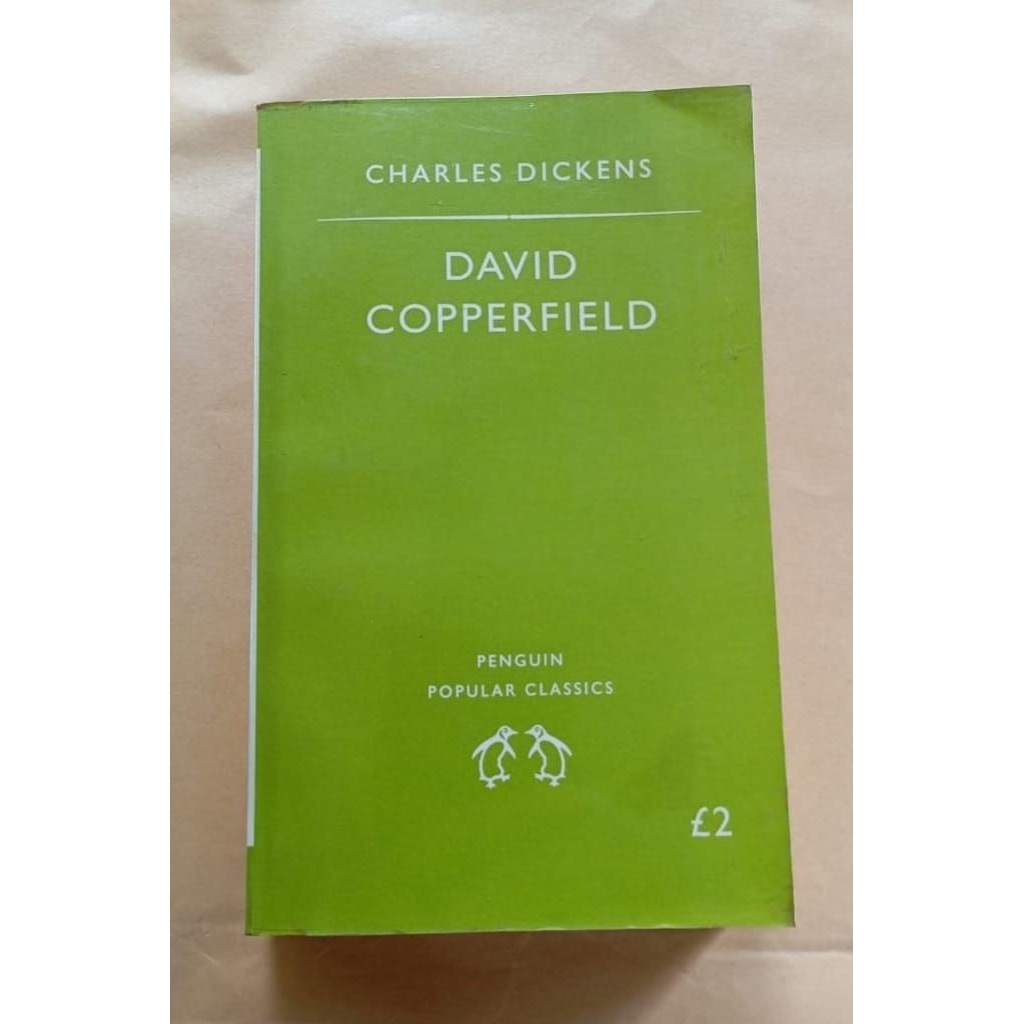 CHARLES DICKENS
DAVID
COPPERFIELD
PENGUIN
POPULAR CLASSICS
£2